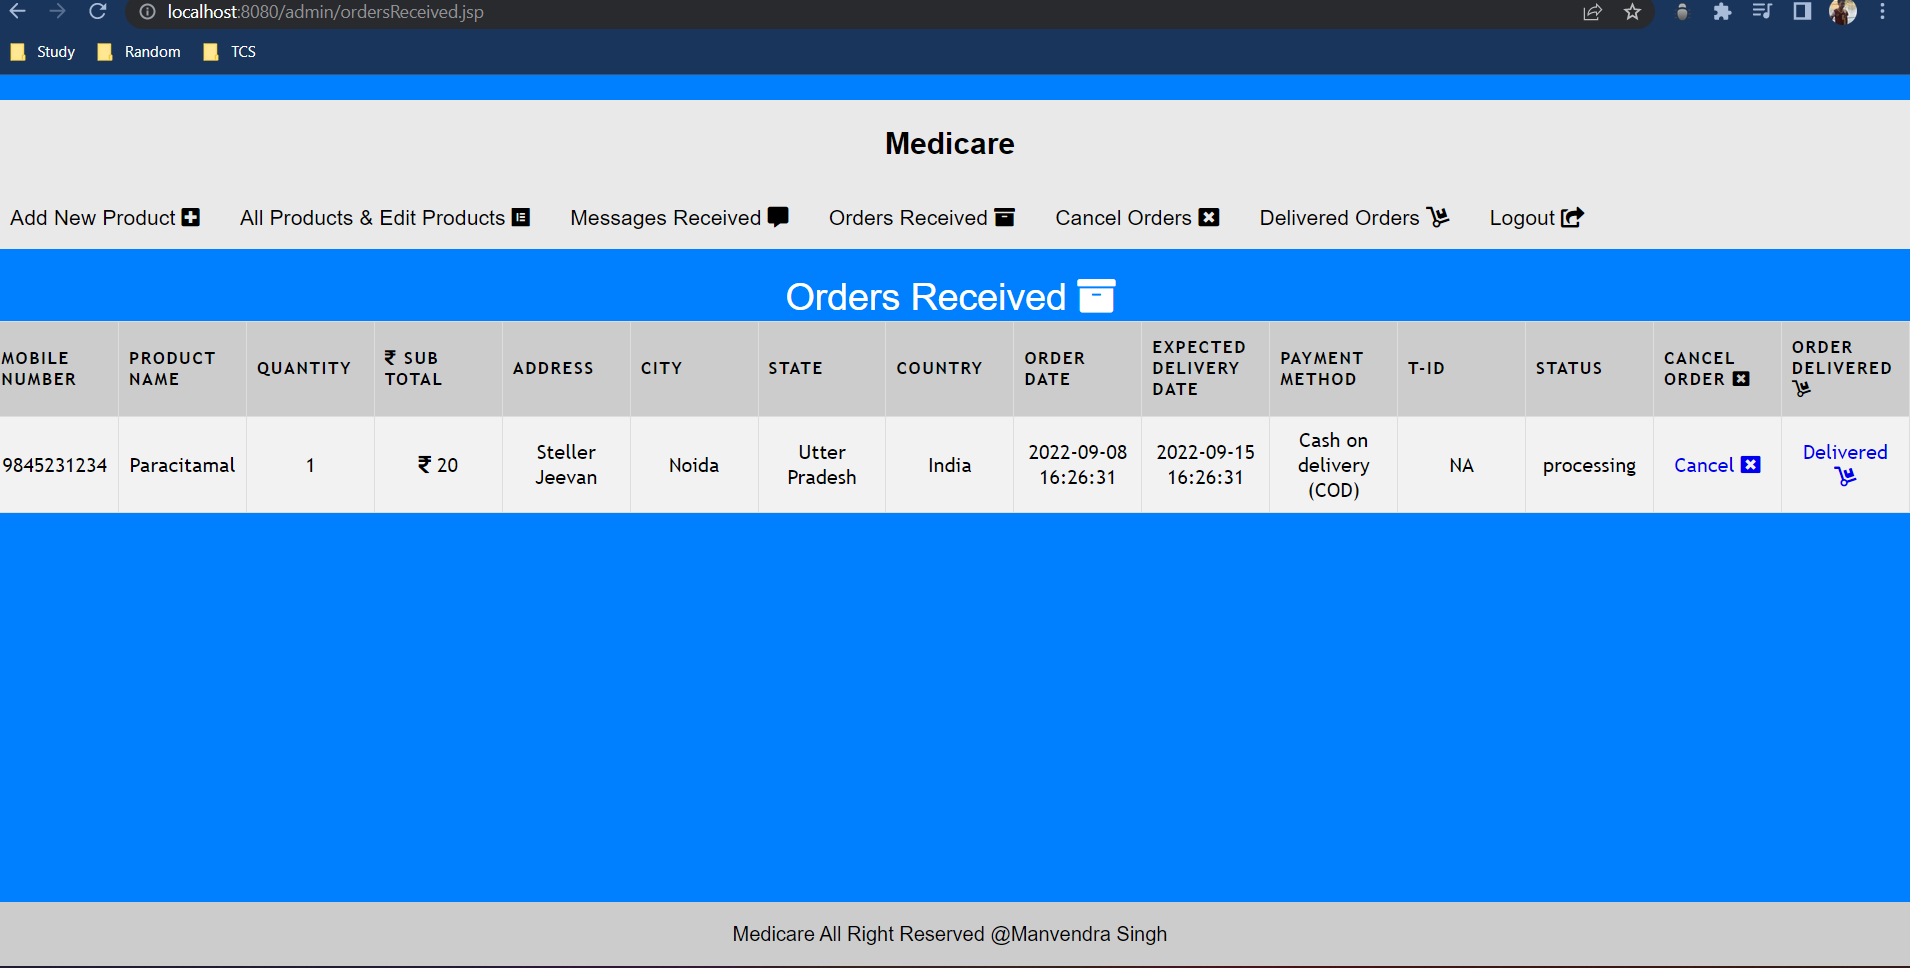 localhost:8080/admin/ordersReceived.jsp
Study Random TCS
Medicare
Add New Product All Products & Edit Products Messages Received Orders Received Cancel Orders Delivered Orders Logout
Orders Received
MOBILE NUMBER
PRODUCT NAME
QUANTITY
₹ SUB TOTAL
ADDRESS
CITY
STATE
COUNTRY
ORDER DATE
EXPECTED DELIVERY DATE
PAYMENT METHOD
T-ID
STATUS
CANCEL ORDER
ORDER DELIVERED
9845231234
Paracitamal
1
₹ 20
Steller Jeevan
Noida
Utter Pradesh
India
2022-09-08 16:26:31
2022-09-15 16:26:31
Cash on delivery (COD)
NA
processing
Cancel
Delivered
Medicare All Right Reserved @Manvendra Singh